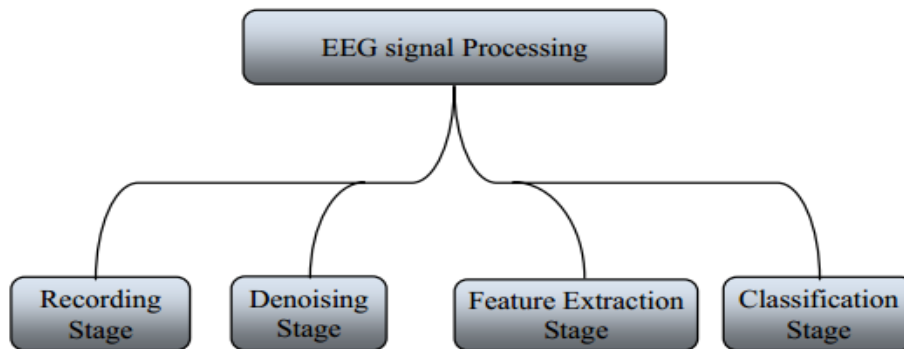 EEG signal Processing
Recording
Stage
Denoising
Stage
Feature Extraction
Stage
Classification
Stage